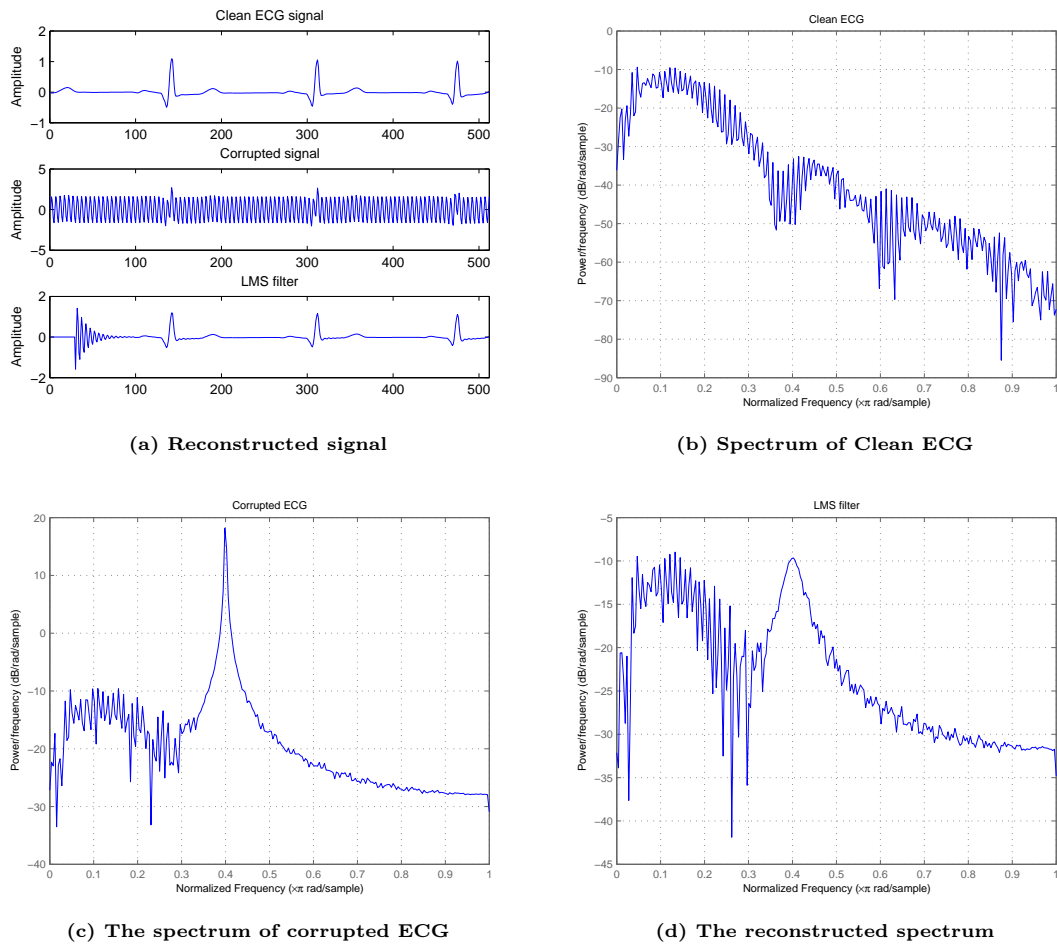 Clean ECG signal
Amplitude
2
1
0
−1
0 100 200 300 400 500
Corrupted signal
Amplitude
5
0
−5
0 100 200 300 400 500
LMS filter
Amplitude
2
0
−2
0 100 200 300 400 500
(a) Reconstructed signal
Clean ECG
Power/frequency (dB/rad/sample)
0
−10
−20
−30
−40
−50
−60
−70
−80
−90
0 0.1 0.2 0.3 0.4 0.5 0.6 0.7 0.8 0.9 1
Normalized Frequency (×π rad/sample)
(b) Spectrum of Clean ECG
Corrupted ECG
Power/frequency (dB/rad/sample)
20
10
0
−10
−20
−30
−40
0 0.1 0.2 0.3 0.4 0.5 0.6 0.7 0.8 0.9 1
Normalized Frequency (×π rad/sample)
(c) The spectrum of corrupted ECG
LMS filter
Power/frequency (dB/rad/sample)
−5
−10
−15
−20
−25
−30
−35
−40
−45
0 0.1 0.2 0.3 0.4 0.5 0.6 0.7 0.8 0.9 1
Normalized Frequency (×π rad/sample)
(d) The reconstructed spectrum